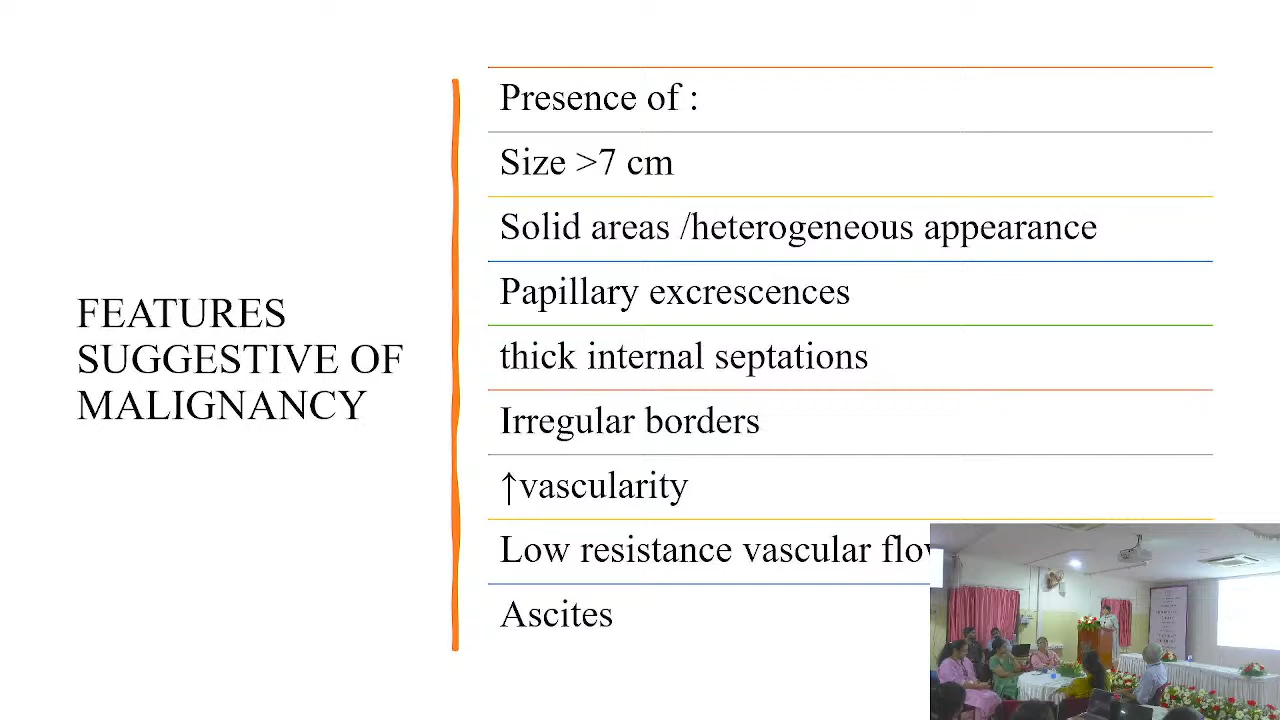 FEATURES
SUGGESTIVE OF
MALIGNANCY
Presence of :
Size >7 cm
Solid areas /heterogeneous appearance
Papillary excrescences
thick internal septations
Irregular borders
↑vascularity
Low resistance vascular
Ascites